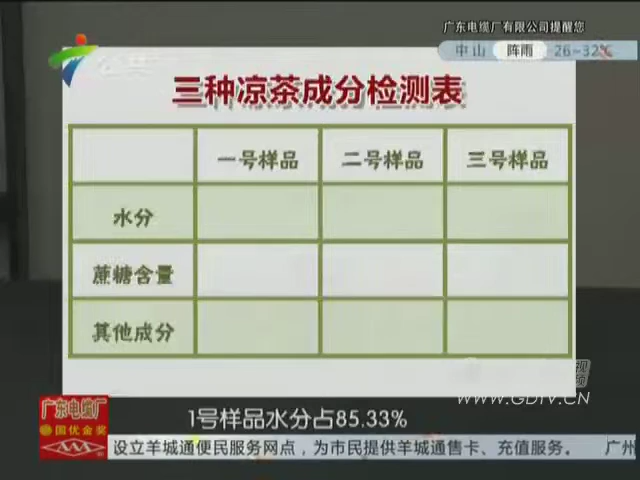 广东电缆厂有限公司提醒您
中山 阵雨 26~32℃
三种凉茶成分检测表
一号样品 二号样品 三号样品
水分
蔗糖含量
其他成分
视频
WWW.GDTV.CN
1号样品水分占85.33%
广东电缆厂
国优金奖
设立羊城通便民服务网点，为市民提供羊城通售卡、充值服务。 广州